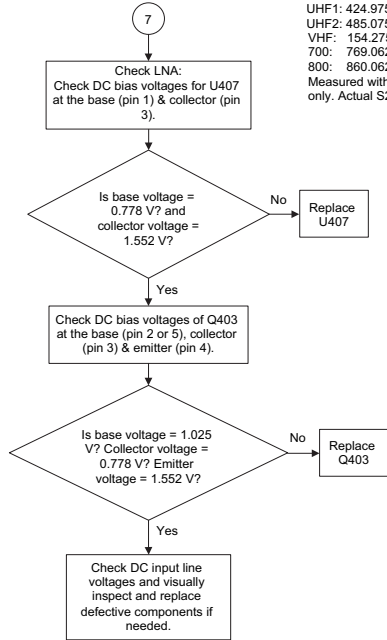 7
UHF1: 424.975
UHF2: 485.075
VHF: 154.275
700: 769.062
800: 860.062
Measured with
only. Actual S2
Check LNA:
Check DC bias voltages for U407
at the base (pin 1) & collector (pin
3).
Is base voltage =
0.778 V? and
collector voltage =
1.552 V?
No
Replace
U407
Yes
Check DC bias voltages of Q403
at the base (pin 2 or 5), collector
(pin 3) & emitter (pin 4).
Is base voltage = 1.025
V? Collector voltage =
0.778 V? Emitter
voltage = 1.552 V?
No
Replace
Q403
Yes
Check DC input line
voltages and visually
inspect and replace
defective components if
needed.